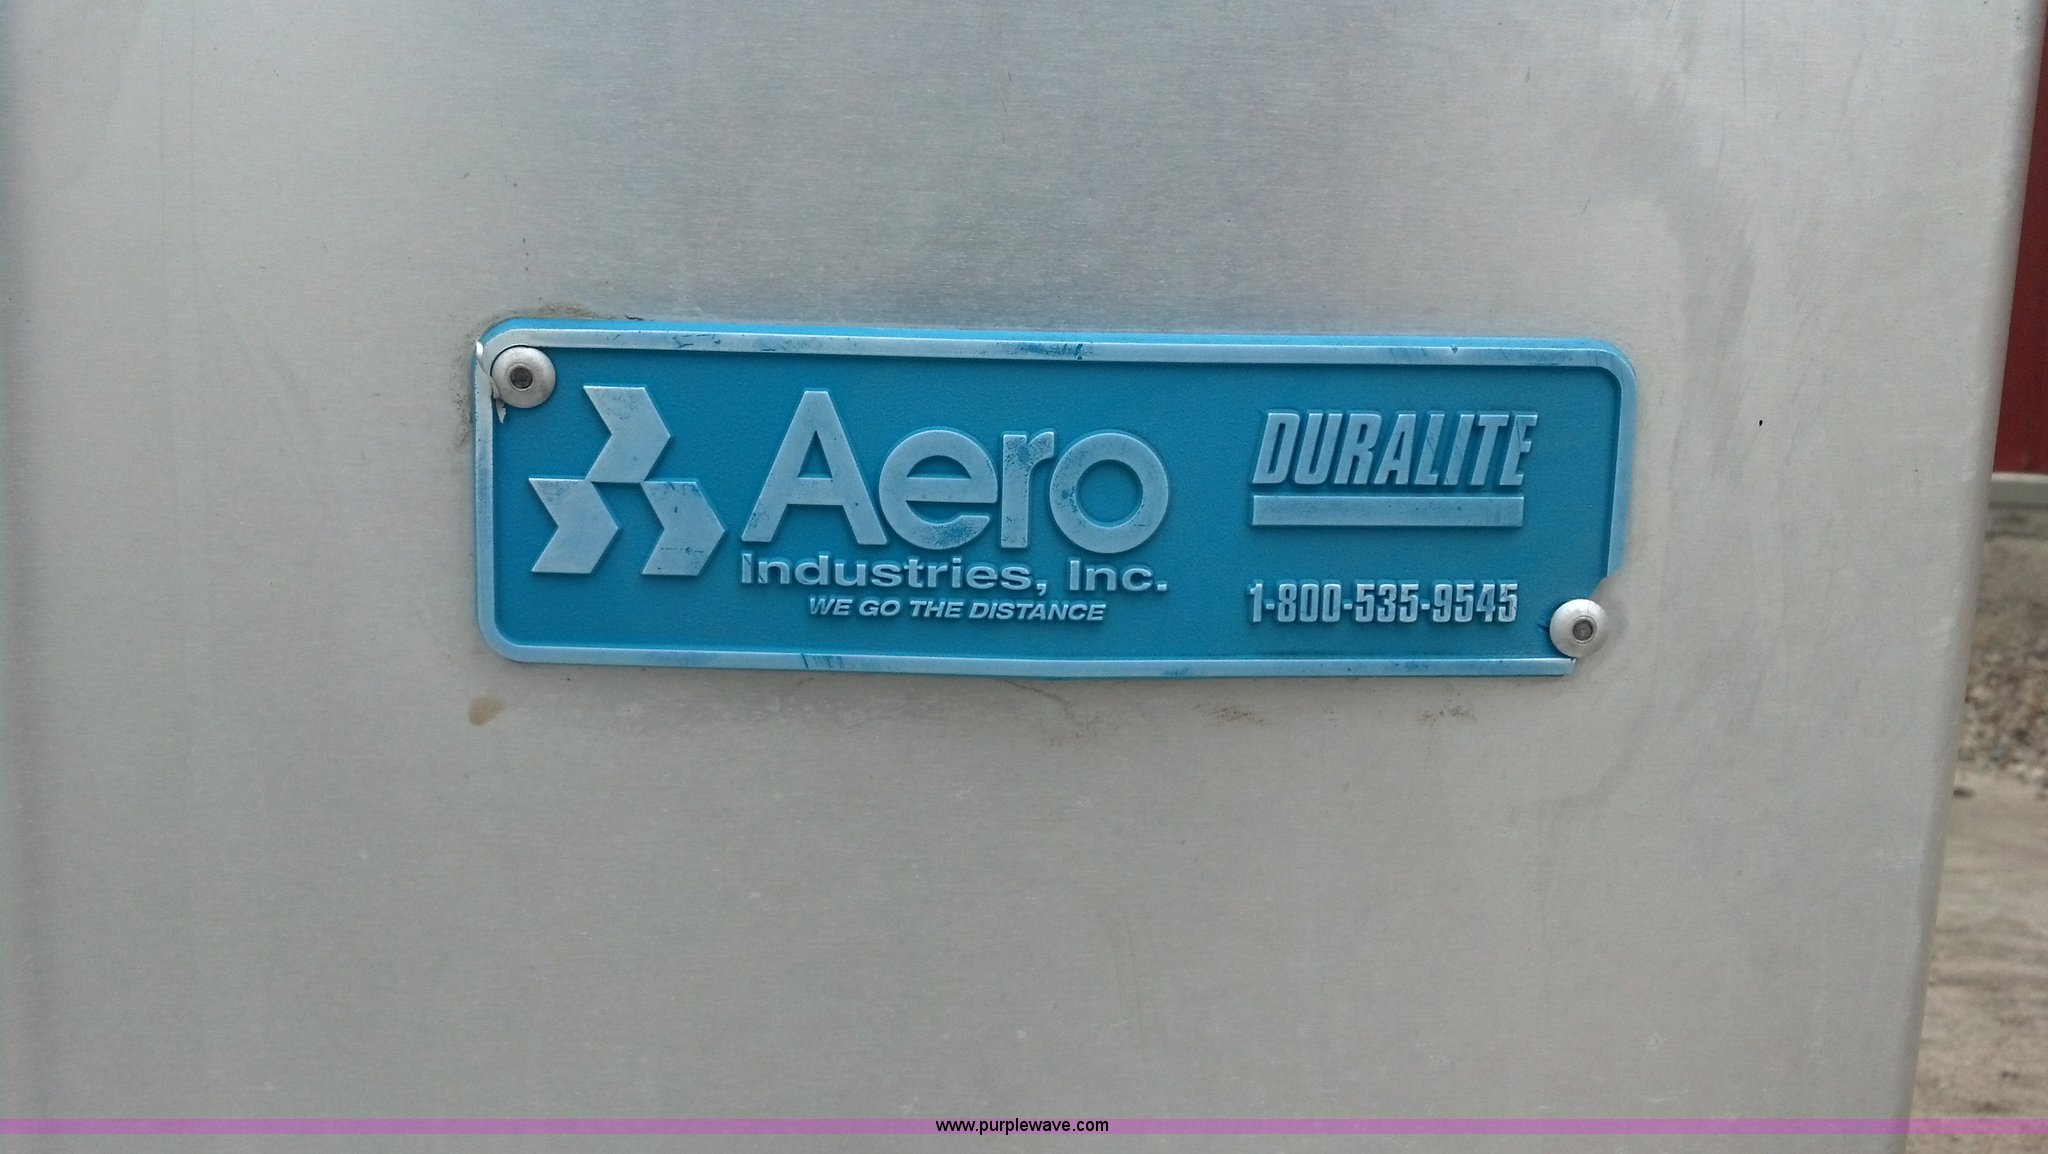 Aero
Industries, Inc.
WE GO THE DISTANCE
DURALITE
1-800-535-9545
www.purplewave.com